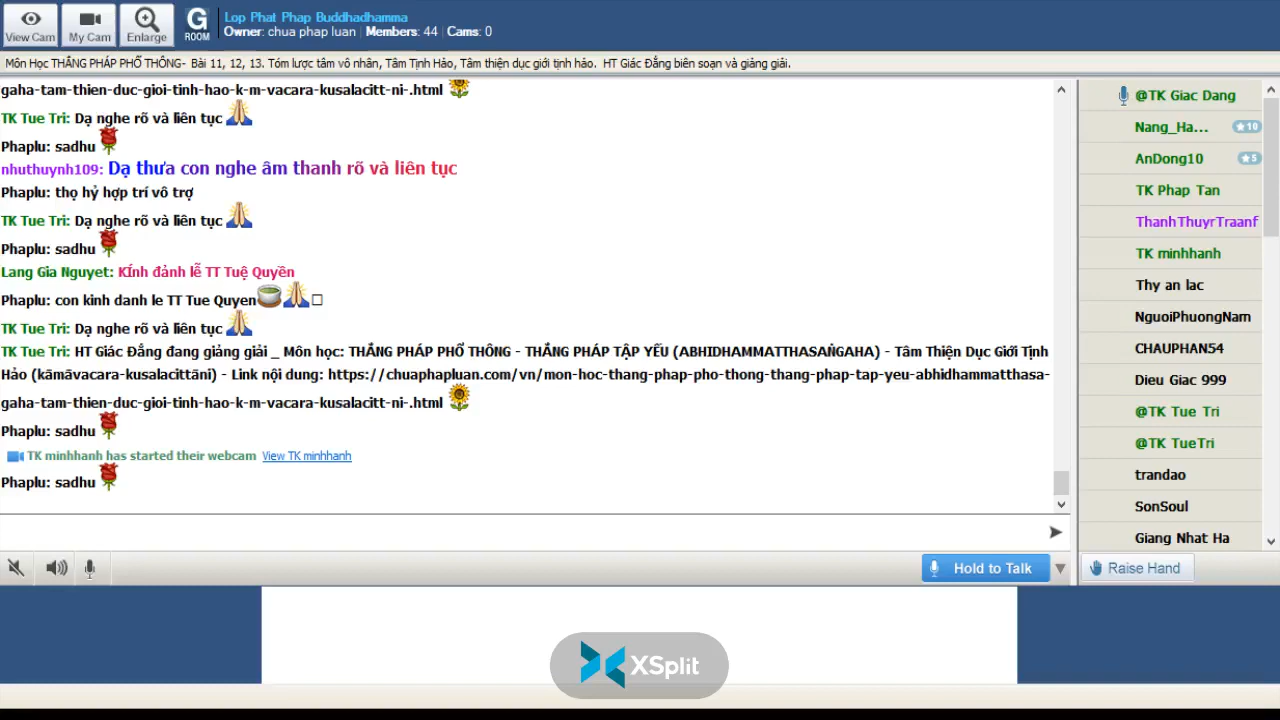 View Cam
My Cam
Enlarge
G
ROOM
Lop Phat Phap Buddhadhamma
Owner: chua phap luan Members: 44 Cams: 0
Môn Học THẮNG PHÁP PHỔ THÔNG- Bài 11, 12, 13. Tóm lược tâm vô nhân, Tâm Tịnh Hảo, Tâm thiện dục giới tịnh hảo. HT Giác Đẳng biên soạn và giảng giải.
gaha-tam-thien-duc-gioi-tinh-hao-k-m-vacara-kusalacitt-ni-.html
TK Tue Tri: Dạ nghe rõ và liên tục
Phaplu: sadhu
nhuthuynh109: Dạ thưa con nghe âm thanh rõ và liên tục
Phaplu: thọ hỷ hợp trí vô trợ
TK Tue Tri: Dạ nghe rõ và liên tục
Phaplu: sadhu
Lang Gia Nguyet: Kính đảnh lễ TT Tuệ Quyền
Phaplu: con kinh danh le TT Tue Quyen
TK Tue Tri: Dạ nghe rõ và liên tục
TK Tue Tri: HT Giác Đẳng đang giảng giải _ Môn học: THẮNG PHÁP PHỔ THÔNG - THẮNG PHÁP TẬP YẾU (ABHIDHAMMATTHASAṄGAHA) - Tâm Thiện Dục Giới Tịnh
Hảo (kāmāvacara-kusalacittāni) - Link nội dung: https://chuaphapluan.com/vn/mon-hoc-thang-phap-pho-thong-thang-phap-tap-yeu-abhidhammatthasa-
gaha-tam-thien-duc-gioi-tinh-hao-k-m-vacara-kusalacitt-ni-.html
Phaplu: sadhu
TK minhhanh has started their webcam View TK minhhanh
Phaplu: sadhu
@TK Giac Dang
Nang_Ha... 10
AnDong10 5
TK Phap Tan
ThanhThuyrTraanf
TK minhhanh
Thy an lac
NguoiPhuongNam
CHAUPHAN54
Dieu Giac 999
@TK Tue Tri
@TK TueTri
trandao
SonSoul
Giang Nhat Ha
Hold to Talk
Raise Hand
XSplit